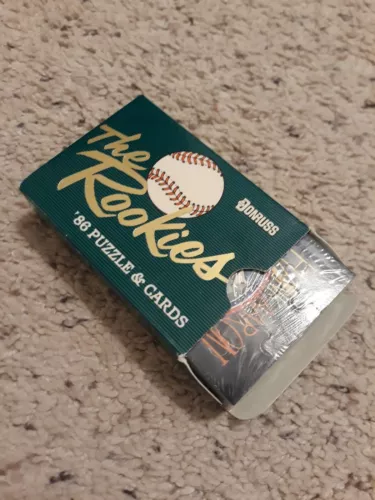 The
Rookies
DONRUSS
'86 PUZZLE & CARDS